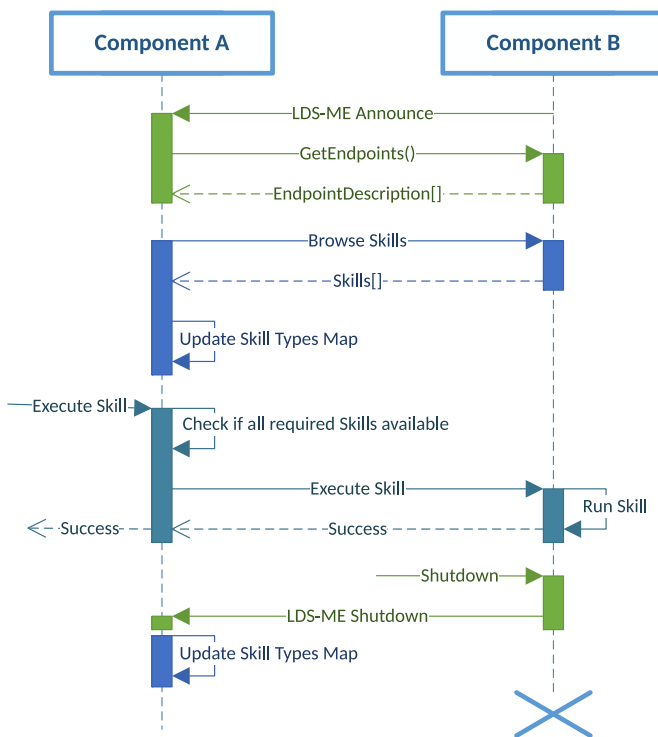 Component A
Component B
LDS-ME Announce
GetEndpoints()
EndpointDescription[]
Browse Skills
Skills[]
Update Skill Types Map
Execute Skill
Check if all required Skills available
Execute Skill
Run Skill
Success
Success
Shutdown
LDS-ME Shutdown
Update Skill Types Map